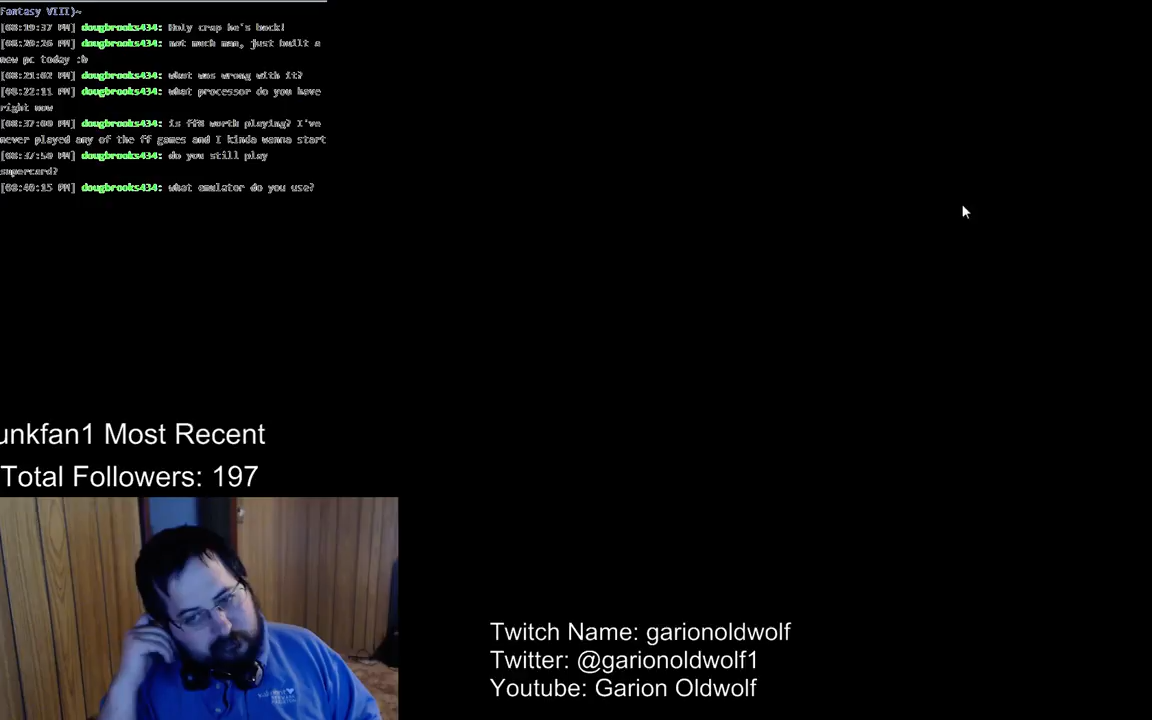 Fantasy VIII)~
[08:19:37 PM] dougbrooks434: Holy crap he's back!
[08:20:26 PM] dougbrooks434: not much man, just built a
new pc today :b
[08:21:02 PM] dougbrooks434: what was wrong with it?
[08:22:11 PM] dougbrooks434: what processor do you have
right now
[08:37:00 PM] dougbrooks434: is ff8 worth playing? I've
never played any of the ff games and I kinda wanna start
[08:37:50 PM] dougbrooks434: do you still play
supercard?
[08:40:15 PM] dougbrooks434: what emulator do you use?
unkfan1 Most Recent
Total Followers: 197
Twitch Name: garionoldwolf
Twitter: @garionoldwolf1
Youtube: Garion Oldwolf